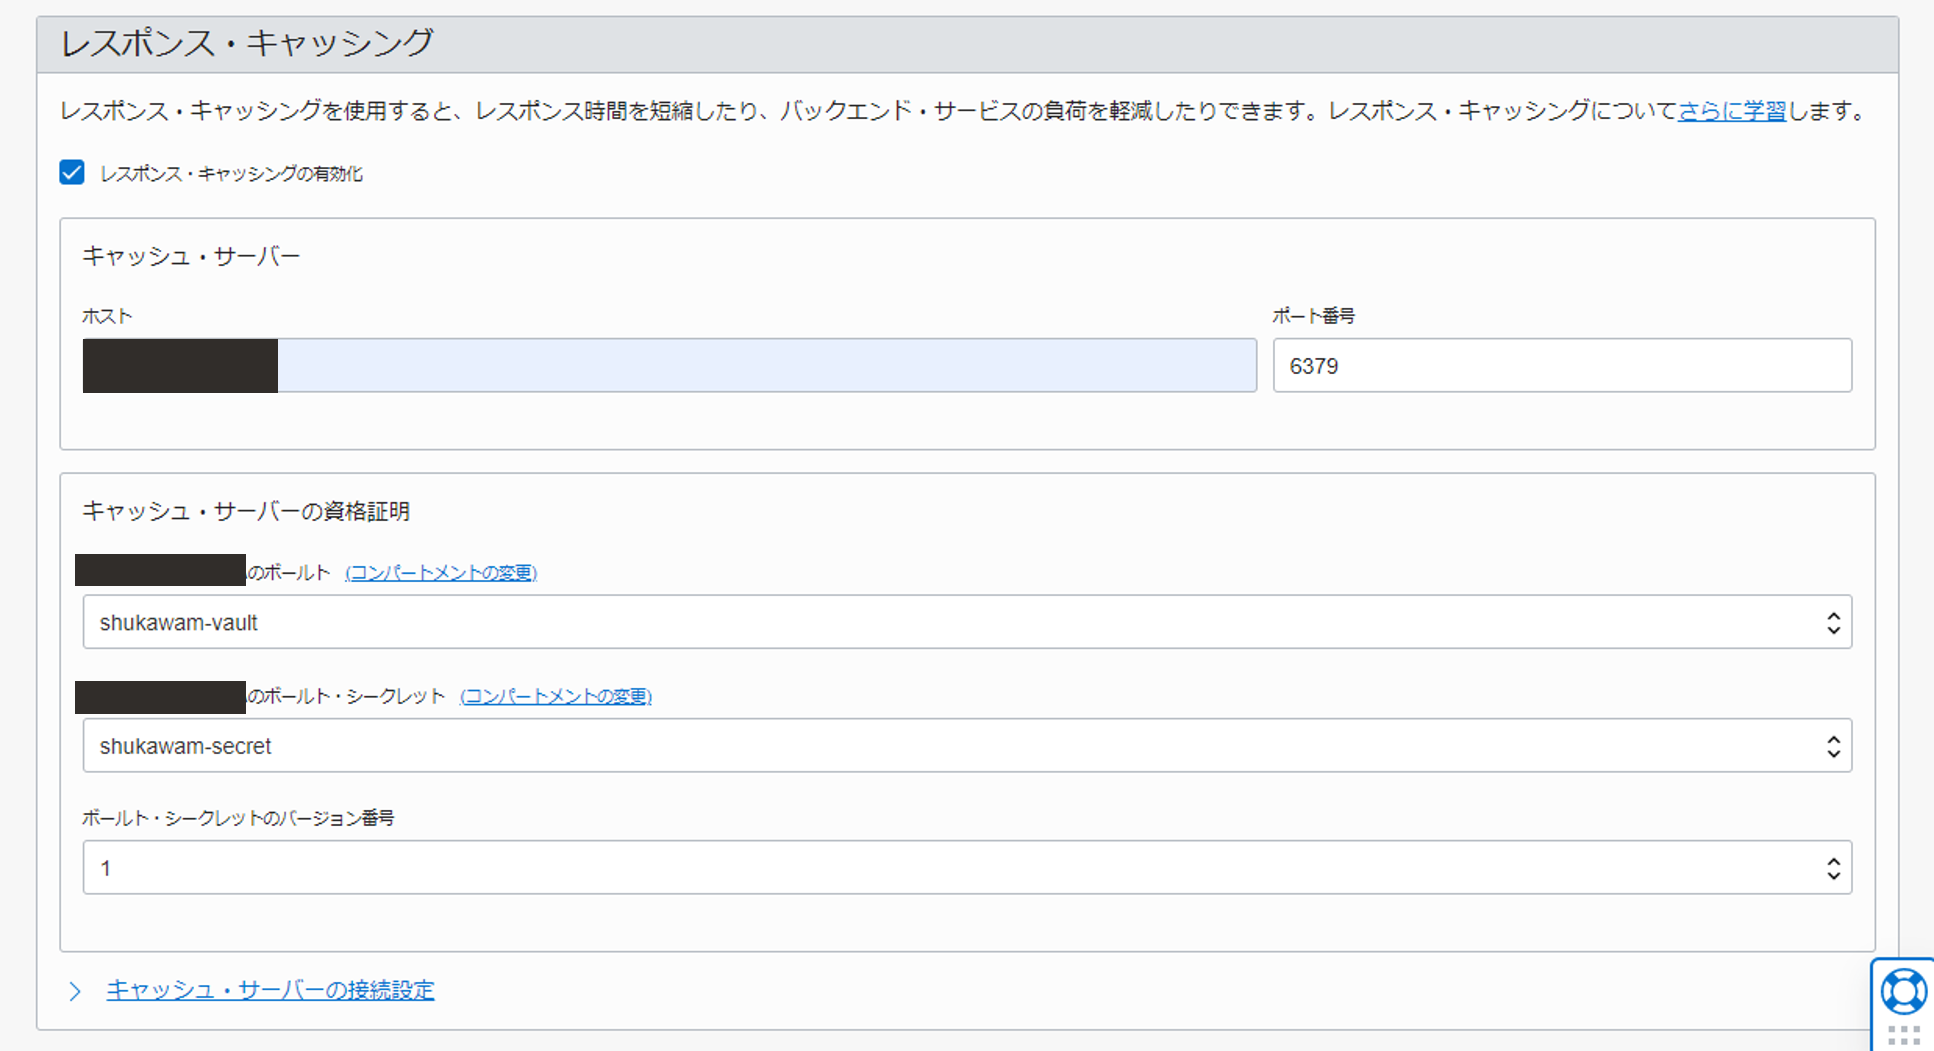 レスポンス・キャッシング
レスポンス・キャッシングを使用すると、レスポンス時間を短縮したり、バックエンド・サービスの負荷を軽減したりできます。レスポンス・キャッシングについてさらに学習します。
レスポンス・キャッシングの有効化
キャッシュ・サーバー
ホスト
ポート番号
6379
キャッシュ・サーバーの資格証明
のボールト (コンパートメントの変更)
shukawam-vault
のボールト・シークレット (コンパートメントの変更)
shukawam-secret
ボールト・シークレットのバージョン番号
1
キャッシュ・サーバーの接続設定